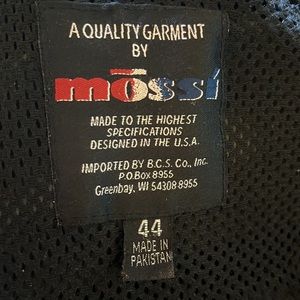 A QUALITY GARMENT
BY
mōssí
MADE TO THE HIGHEST
SPECIFICATIONS
DESIGNED IN THE U.S.A.
IMPORTED BY B.C.S. Co., Inc.
P.O.Box 8955
Greenbay, WI 54308-8955
44
MADE IN
PAKISTAN